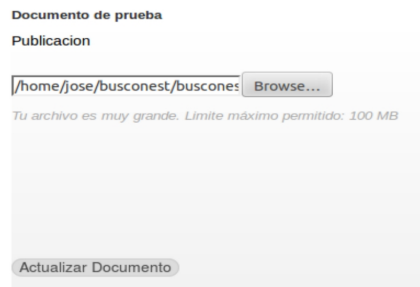 Documento de prueba
Publicacion
/home/jose/busconest/buscones
Browse...
Tu archivo es muy grande. Limite máximo permitido: 100 MB
Actualizar Documento